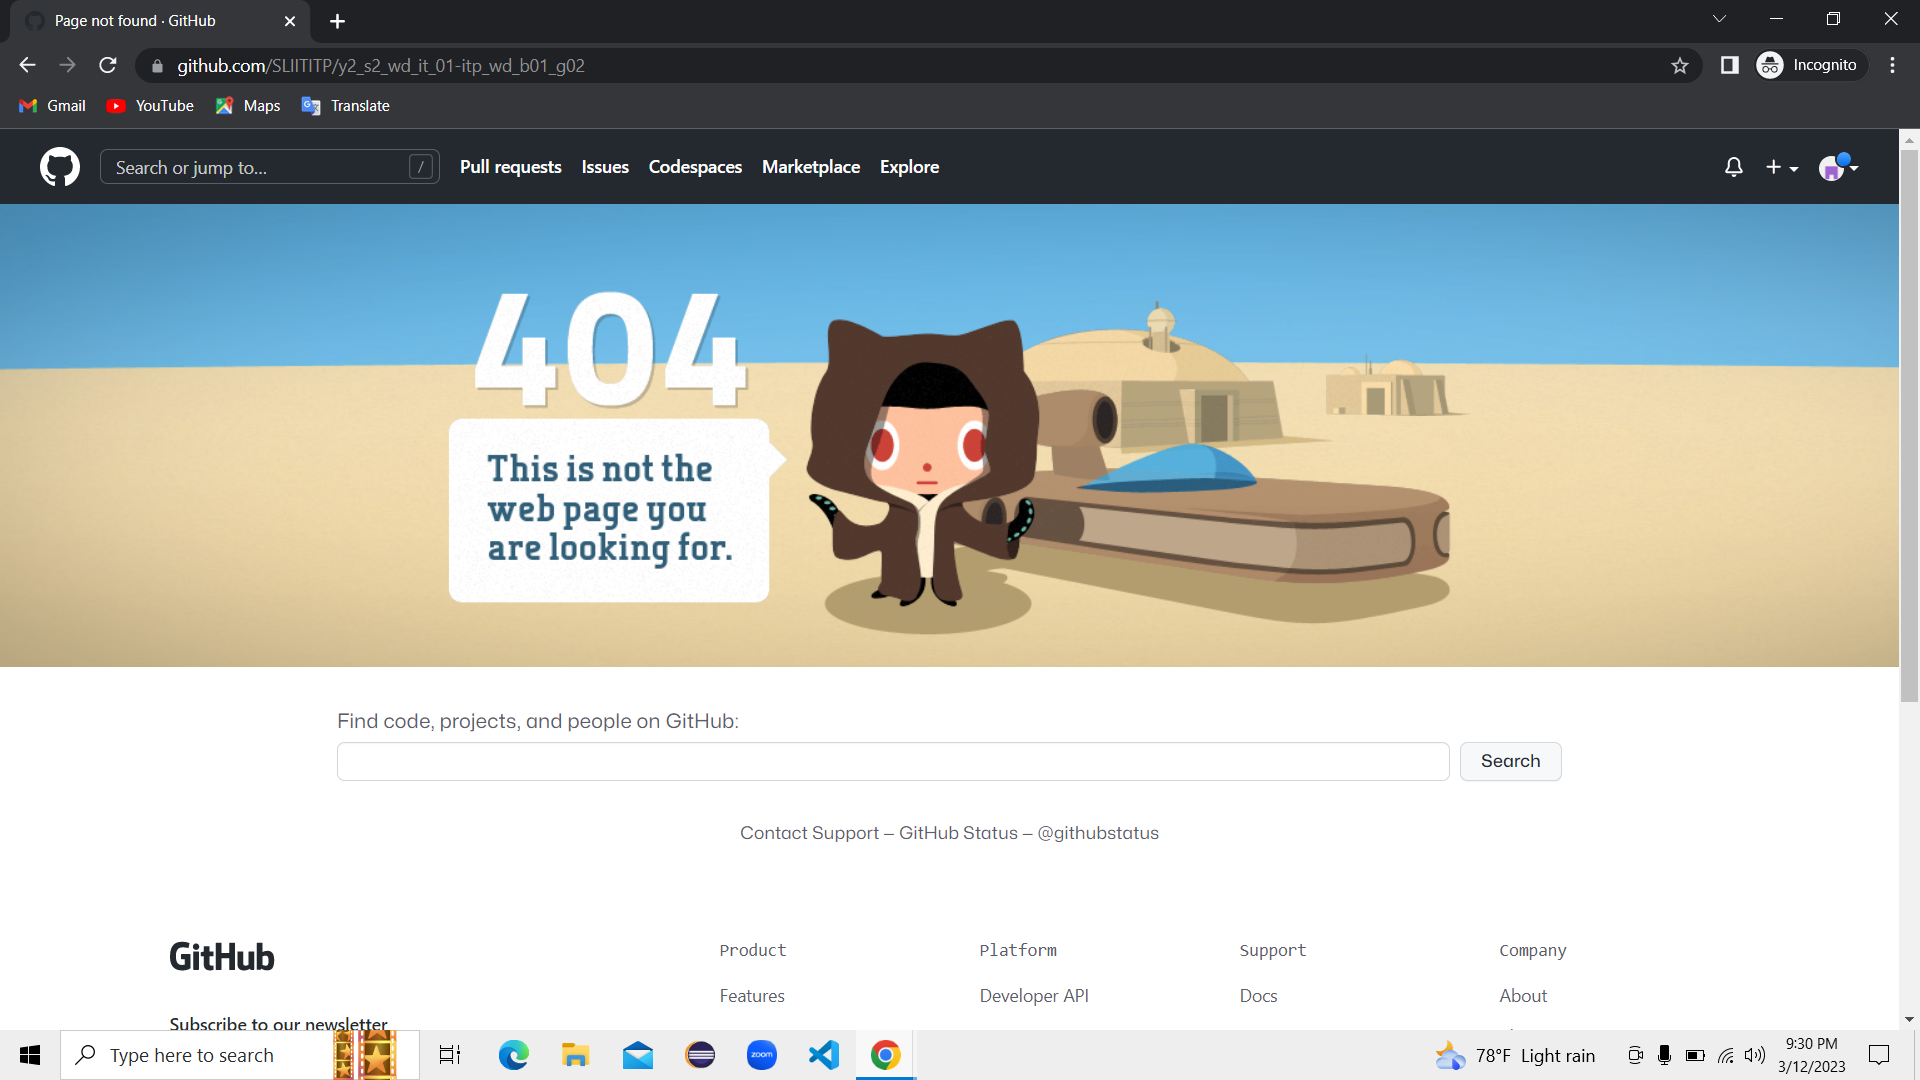 Page not found · GitHub
github.com/SLIITITP/y2_s2_wd_it_01-itp_wd_b01_g02
Incognito
Gmail YouTube Maps Translate
Search or jump to... / Pull requests Issues Codespaces Marketplace Explore
404
This is not the
web page you
are looking for.
Find code, projects, and people on GitHub:
Search
Contact Support — GitHub Status — @githubstatus
GitHub
Product Platform Support Company
Features Developer API Docs About
Subscribe to our newsletter
Type here to search
zoom
78°F Light rain
9:30 PM
3/12/2023